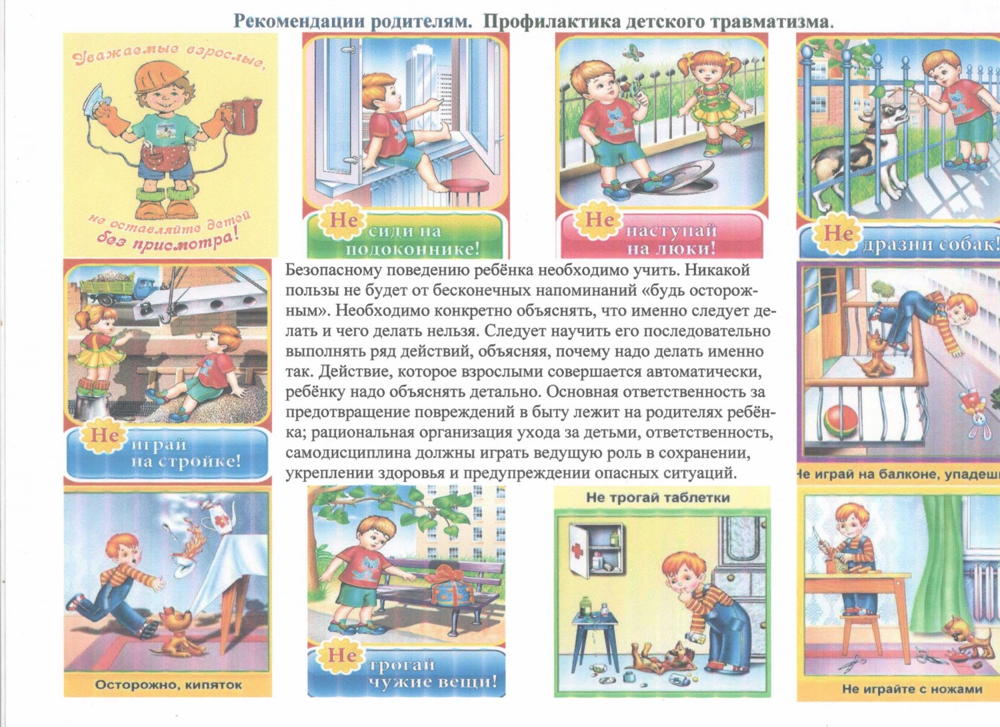 Рекомендации родителям. Профилактика детского травматизма.
Уважаемые взрослые,
не оставляйте детей
без присмотра!
Не сиди на
подоконнике!
Не наступай
на люки!
Не
дразни собак!
Безопасному поведению ребёнка необходимо учить. Никакой
пользы не будет от бесконечных напоминаний «будь осторож-
ным». Необходимо конкретно объяснять, что именно следует де-
лать и чего делать нельзя. Следует научить его последовательно
выполнять ряд действий, объясняя, почему надо делать именно
так. Действие, которое взрослыми совершается автоматически,
ребёнку надо объяснять детально. Основная ответственность за
предотвращение повреждений в быту лежит на родителях ребён-
ка; рациональная организация ухода за детьми, ответственность,
самодисциплина должны играть ведущую роль в сохранении,
укреплении здоровья и предупреждении опасных ситуаций.
Не играй
на стройке!
Не играй на балконе, упадешь
Осторожно, кипяток
Не трогай
чужие вещи!
Не трогай таблетки
Не играйте с ножами